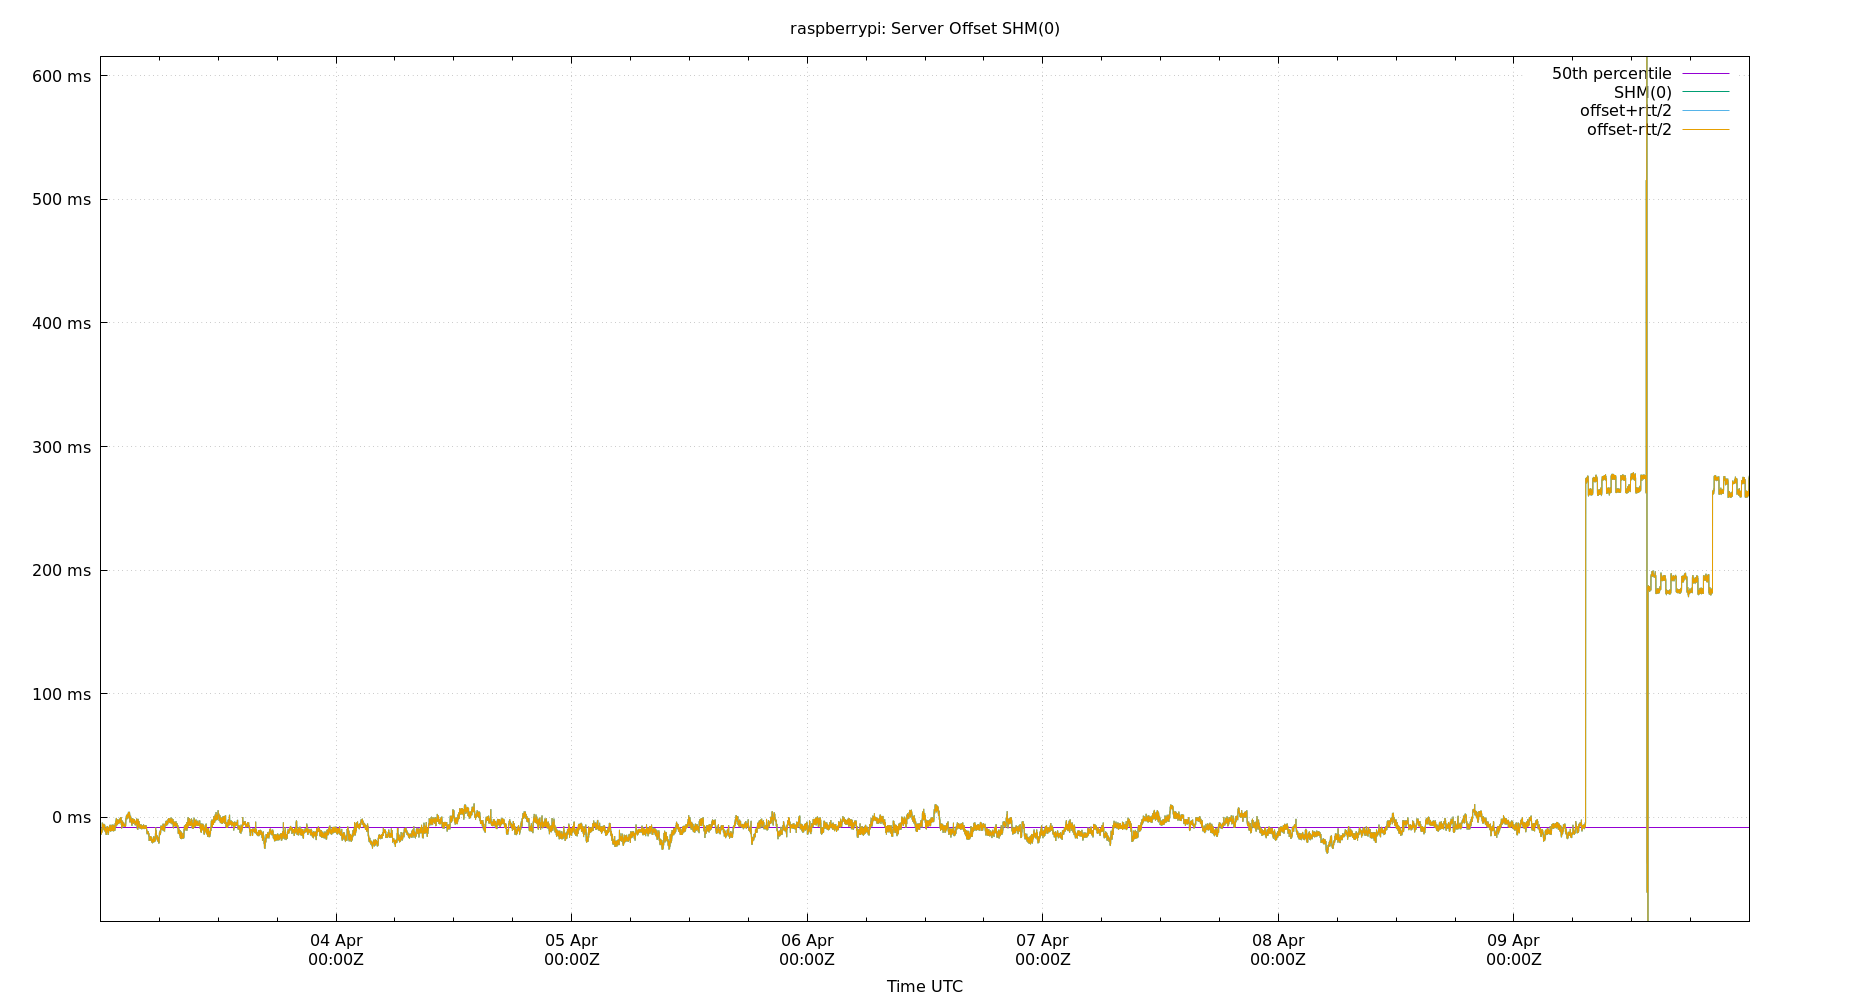 raspberrypi: Server Offset SHM(0)
600 ms
500 ms
400 ms
300 ms
200 ms
100 ms
0 ms
50th percentile
SHM(0)
offset+rtt/2
offset-rtt/2
04 Apr
00:00Z
05 Apr
00:00Z
06 Apr
00:00Z
07 Apr
00:00Z
08 Apr
00:00Z
09 Apr
00:00Z
Time UTC